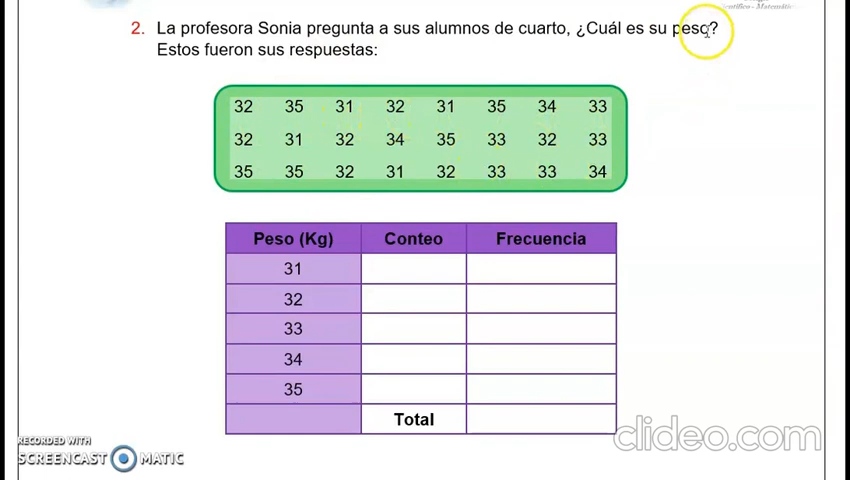 entífico - Matemátic
2. La profesora Sonia pregunta a sus alumnos de cuarto, ¿Cuál es su peso?
Estos fueron sus respuestas:
32 35 31 32 31 35 34 33
32 31 32 34 35 33 32 33
35 35 32 31 32 33 33 34
Peso (Kg) Conteo Frecuencia
31
32
33
34
35
Total
RECORDED WITH
SCREENCAST MATIC
clideo.com